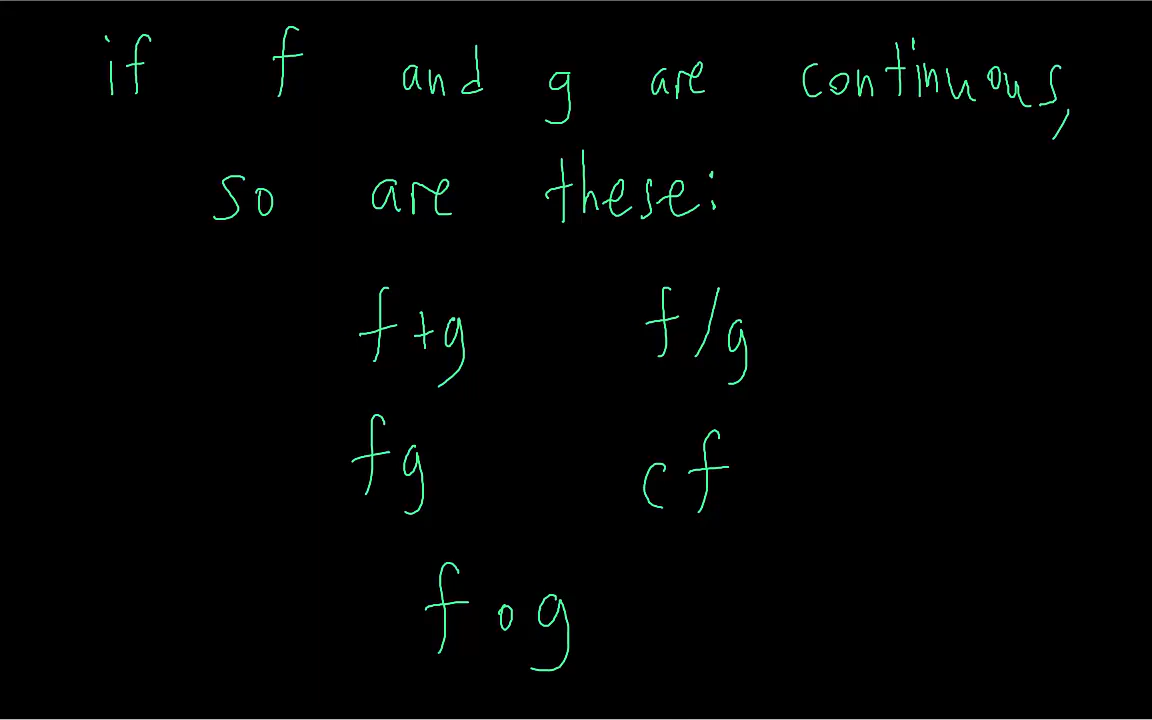 if f and g are continuous,
so are these:
f+g f/g
fg cf
f∘g